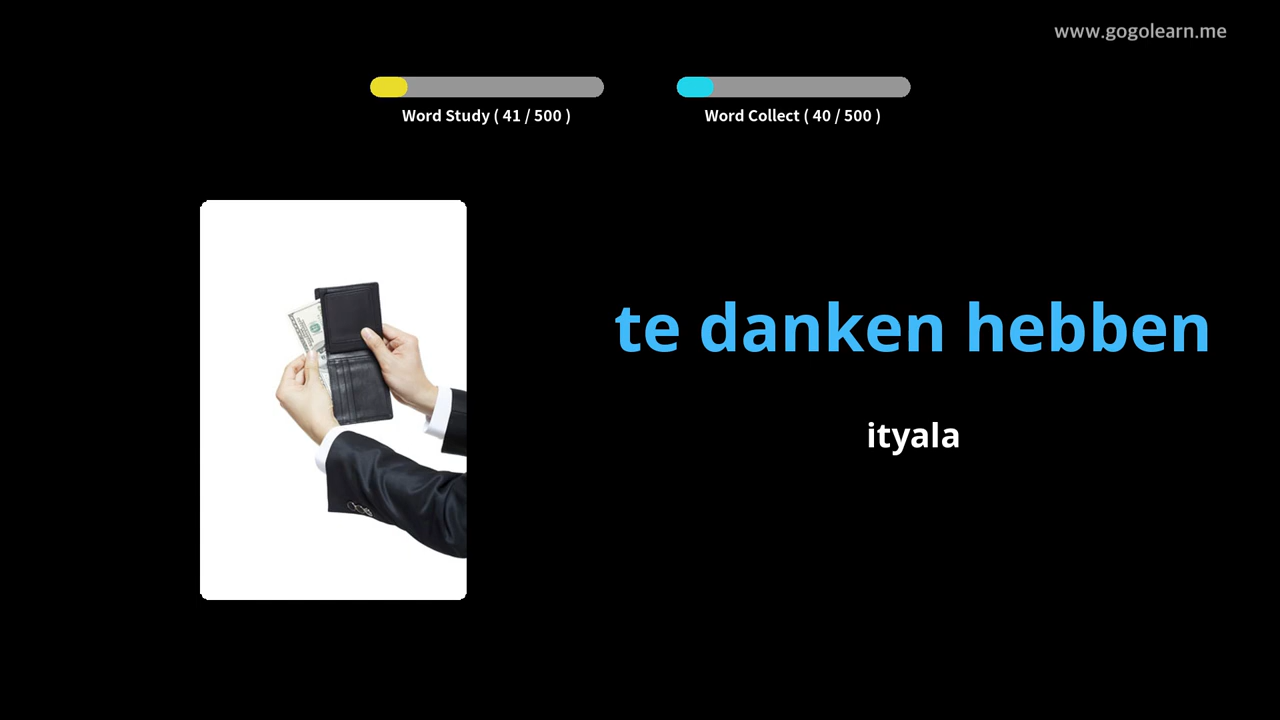 www.gogolearn.me
Word Study ( 41 / 500 )
Word Collect ( 40 / 500 )
te danken hebben
ityala